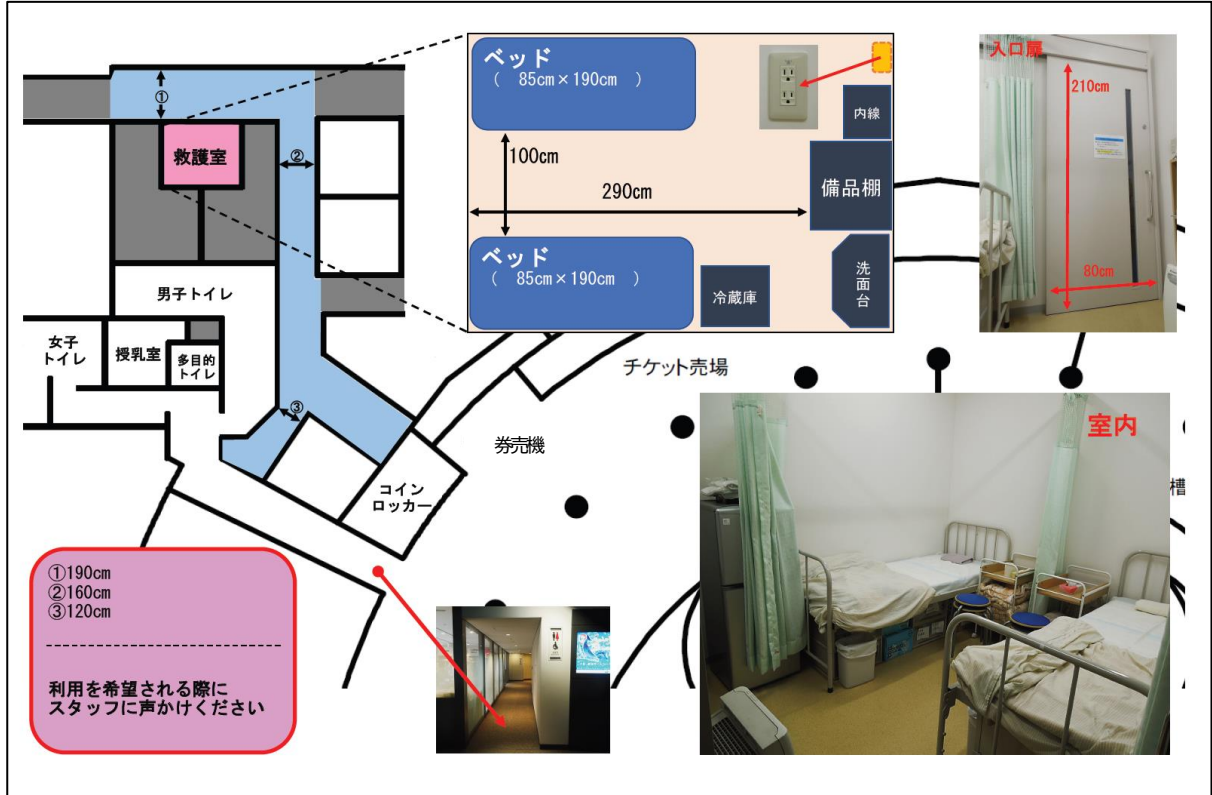 ①
②
救護室
男子トイレ
女子
トイレ
授乳室
多目的
トイレ
③
コイン
ロッカー
券売機
チケット売場
ベッド
( 85cm×190cm )
内線
100cm
290cm
備品棚
ベッド
( 85cm×190cm )
冷蔵庫
洗面台
入口扉
210cm
80cm
室内
槽
①190cm
②160cm
③120cm
利用を希望される際に
スタッフに声かけください